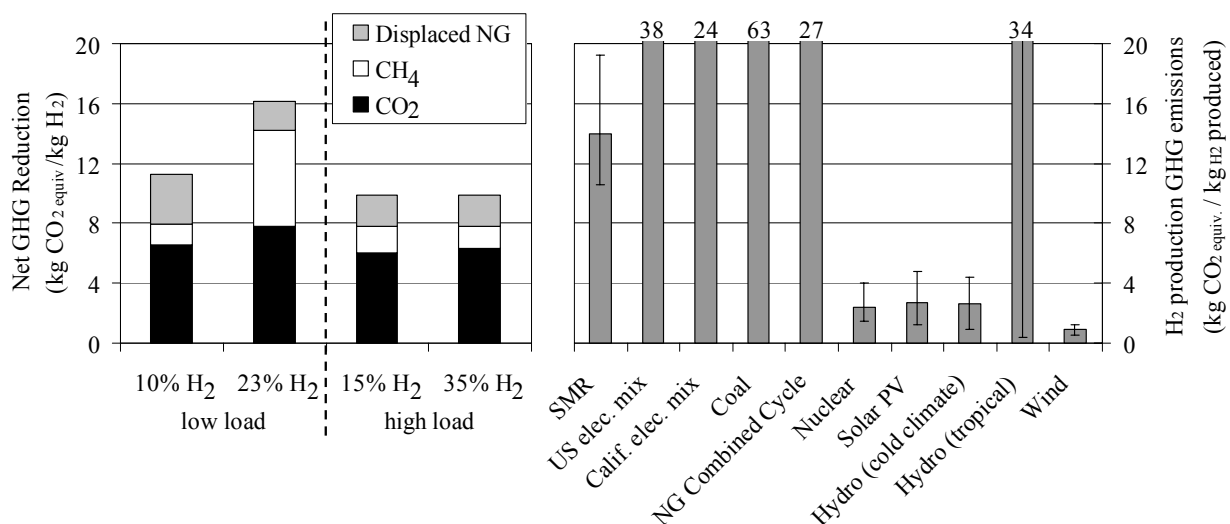 Net GHG Reduction
(kg CO2 equiv /kg H2)
20
16
12
8
4
0
Displaced NG
CH4
CO2
10% H2
23% H2
15% H2
35% H2
low load
high load
38
24
63
27
34
20
16
12
8
4
0
H2 production GHG emissions
(kg CO2 equiv. / kg H2 produced)
SMR
US elec. mix
Calif. elec. mix
Coal
NG Combined Cycle
Nuclear
Solar PV
Hydro (cold climate)
Hydro (tropical)
Wind